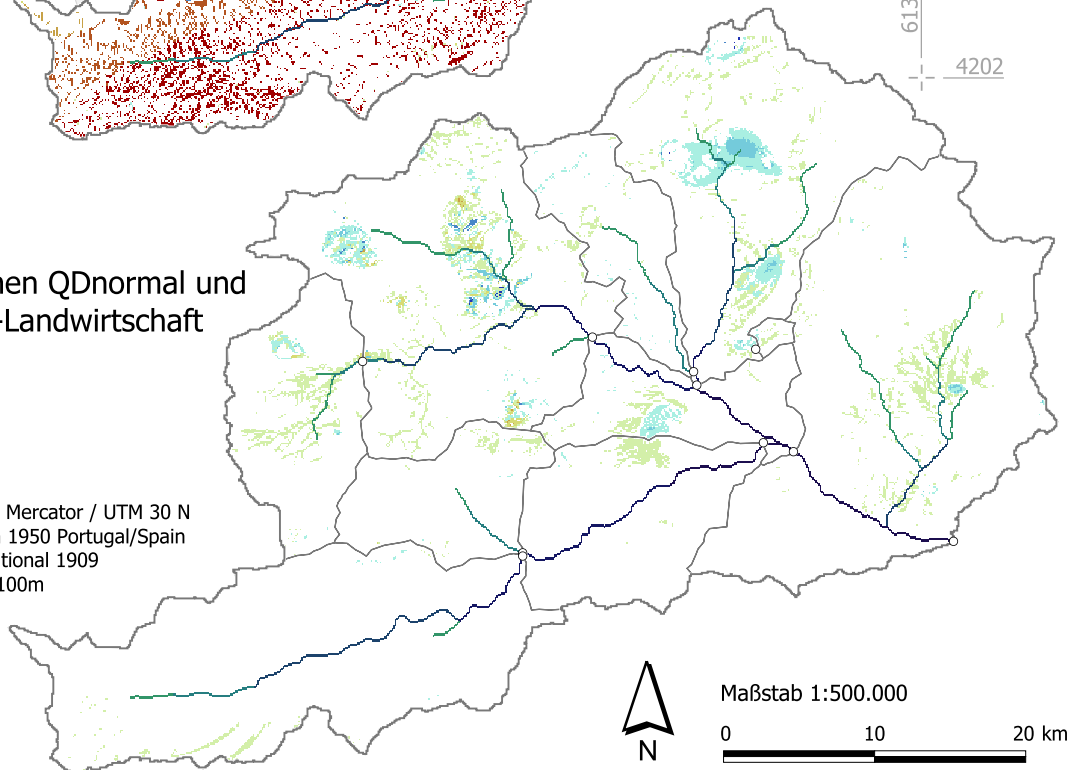 613
4202
nen QDnormal und
-Landwirtschaft
Mercator / UTM 30 N
1950 Portugal/Spain
tional 1909
100m
Maßstab 1:500.000
0 10 20 km
N